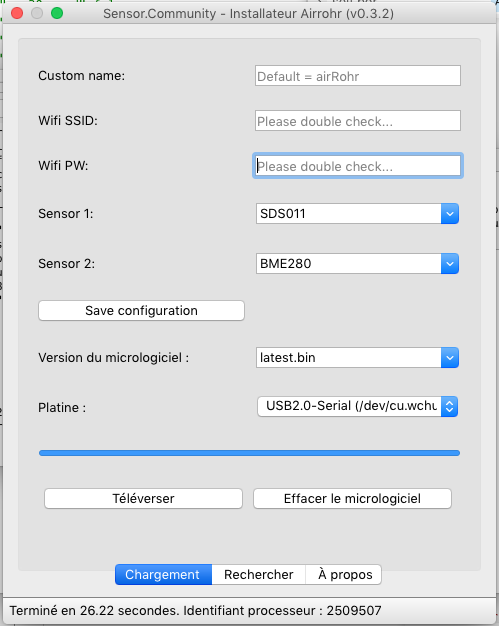 Sensor.Community - Installateur Airrohr (v0.3.2)
Custom name: Default = airRohr
Wifi SSID: Please double check...
Wifi PW: Please double check...
Sensor 1: SDS011
Sensor 2: BME280
Save configuration
Version du micrologiciel : latest.bin
Platine : USB2.0-Serial (/dev/cu.wchu
Téléverser Effacer le micrologiciel
Chargement Rechercher À propos
Terminé en 26.22 secondes. Identifiant processeur : 2509507